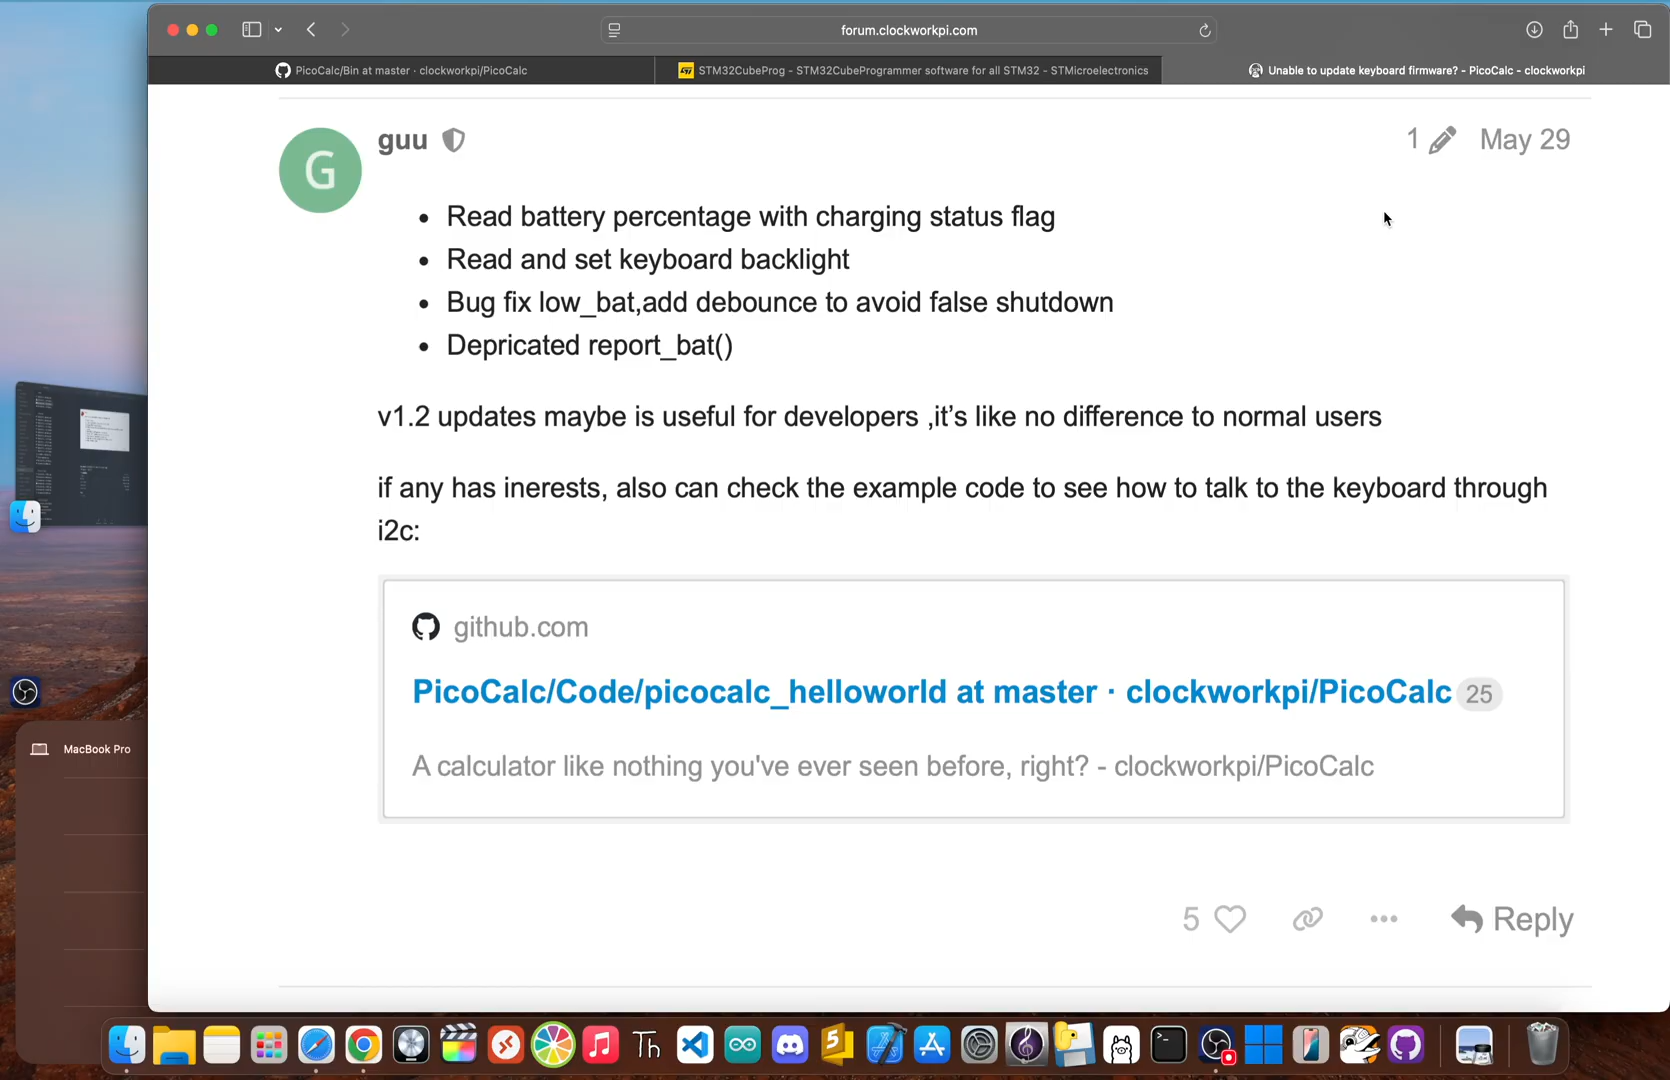 forum.clockworkpi.com
PicoCalc/Bin at master · clockworkpi/PicoCalc
STM32CubeProg - STM32CubeProgrammer software for all STM32 - STMicroelectronics
Unable to update keyboard firmware? - PicoCalc - clockworkpi
G
guu
1
May 29
• Read battery percentage with charging status flag
• Read and set keyboard backlight
• Bug fix low_bat,add debounce to avoid false shutdown
• Depricated report_bat()
v1.2 updates maybe is useful for developers ,it's like no difference to normal users
if any has inerests, also can check the example code to see how to talk to the keyboard through
i2c:
github.com
PicoCalc/Code/picocalc_helloworld at master · clockworkpi/PicoCalc 25
MacBook Pro
A calculator like nothing you've ever seen before, right? - clockworkpi/PicoCalc
5
Reply
Th
5